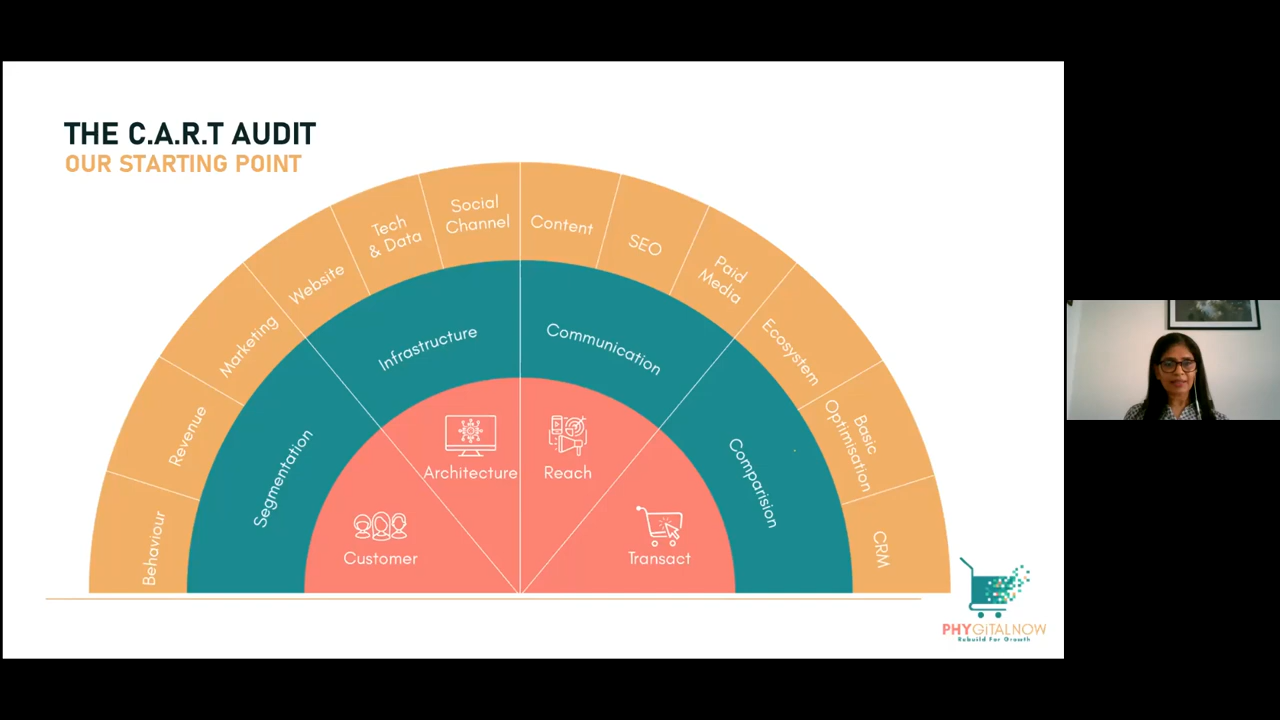 THE C.A.R.T AUDIT
OUR STARTING POINT
Behaviour
Revenue
Marketing
Website
Tech
& Data
Social
Channel
Content
SEO
Paid
Media
Ecosystem
Basic
Optimisation
CRM
Segmentation
Infrastructure
Communication
Comparision
Customer
Architecture
Reach
Transact
PHYGITALNOW
Rebuild For Growth